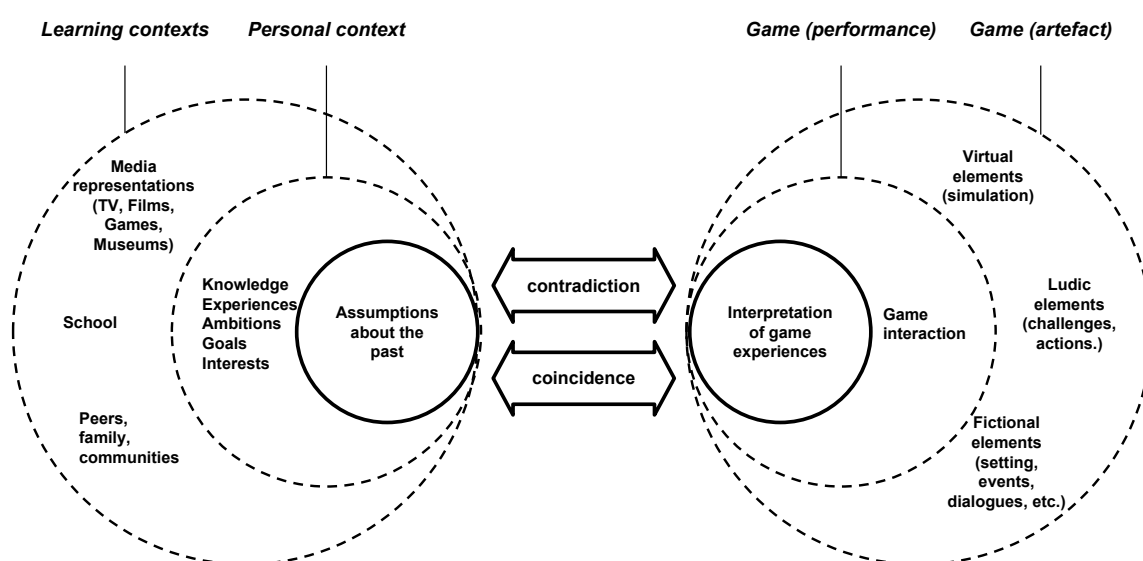 Learning contexts
Personal context
Game (performance)
Game (artefact)
Media
representations
(TV, Films,
Games,
Museums)
School
Peers,
family,
communities
Knowledge
Experiences
Ambitions
Goals
Interests
Assumptions
about the
past
contradiction
coincidence
Interpretation
of game
experiences
Game
interaction
Virtual
elements
(simulation)
Ludic
elements
(challenges,
actions.)
Fictional
elements
(setting,
events,
dialogues, etc.)